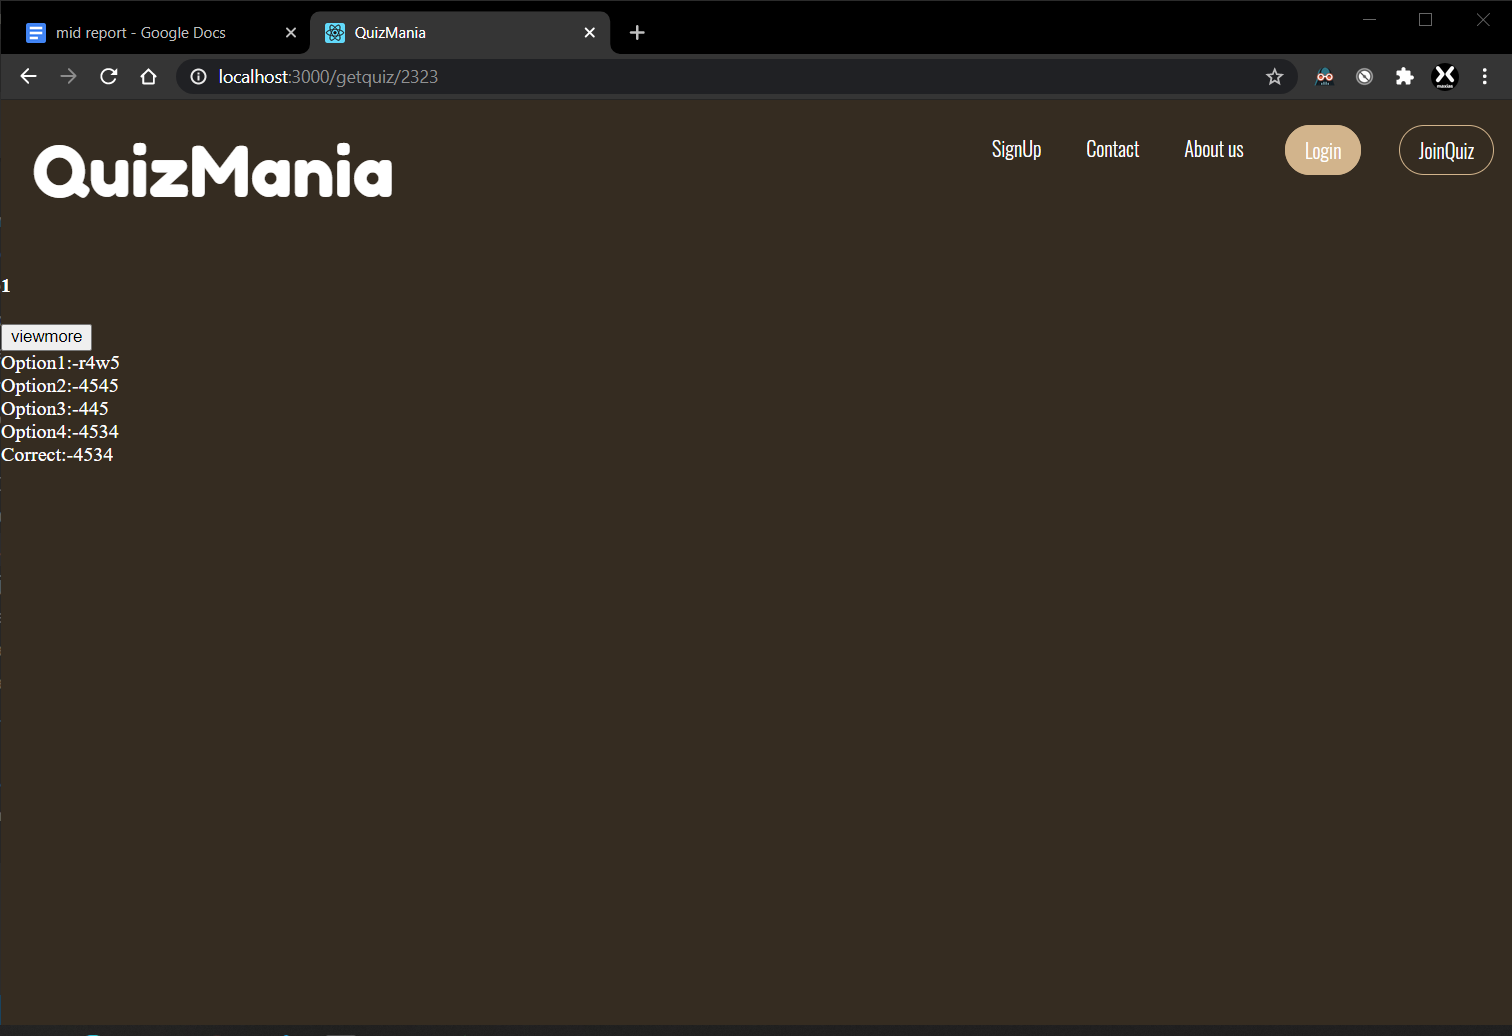 mid report - Google Docs
QuizMania
localhost:3000/getquiz/2323
QuizMania
SignUp
Contact
About us
Login
JoinQuiz
1
viewmore
Option1:-r4w5
Option2:-4545
Option3:-445
Option4:-4534
Correct:-4534